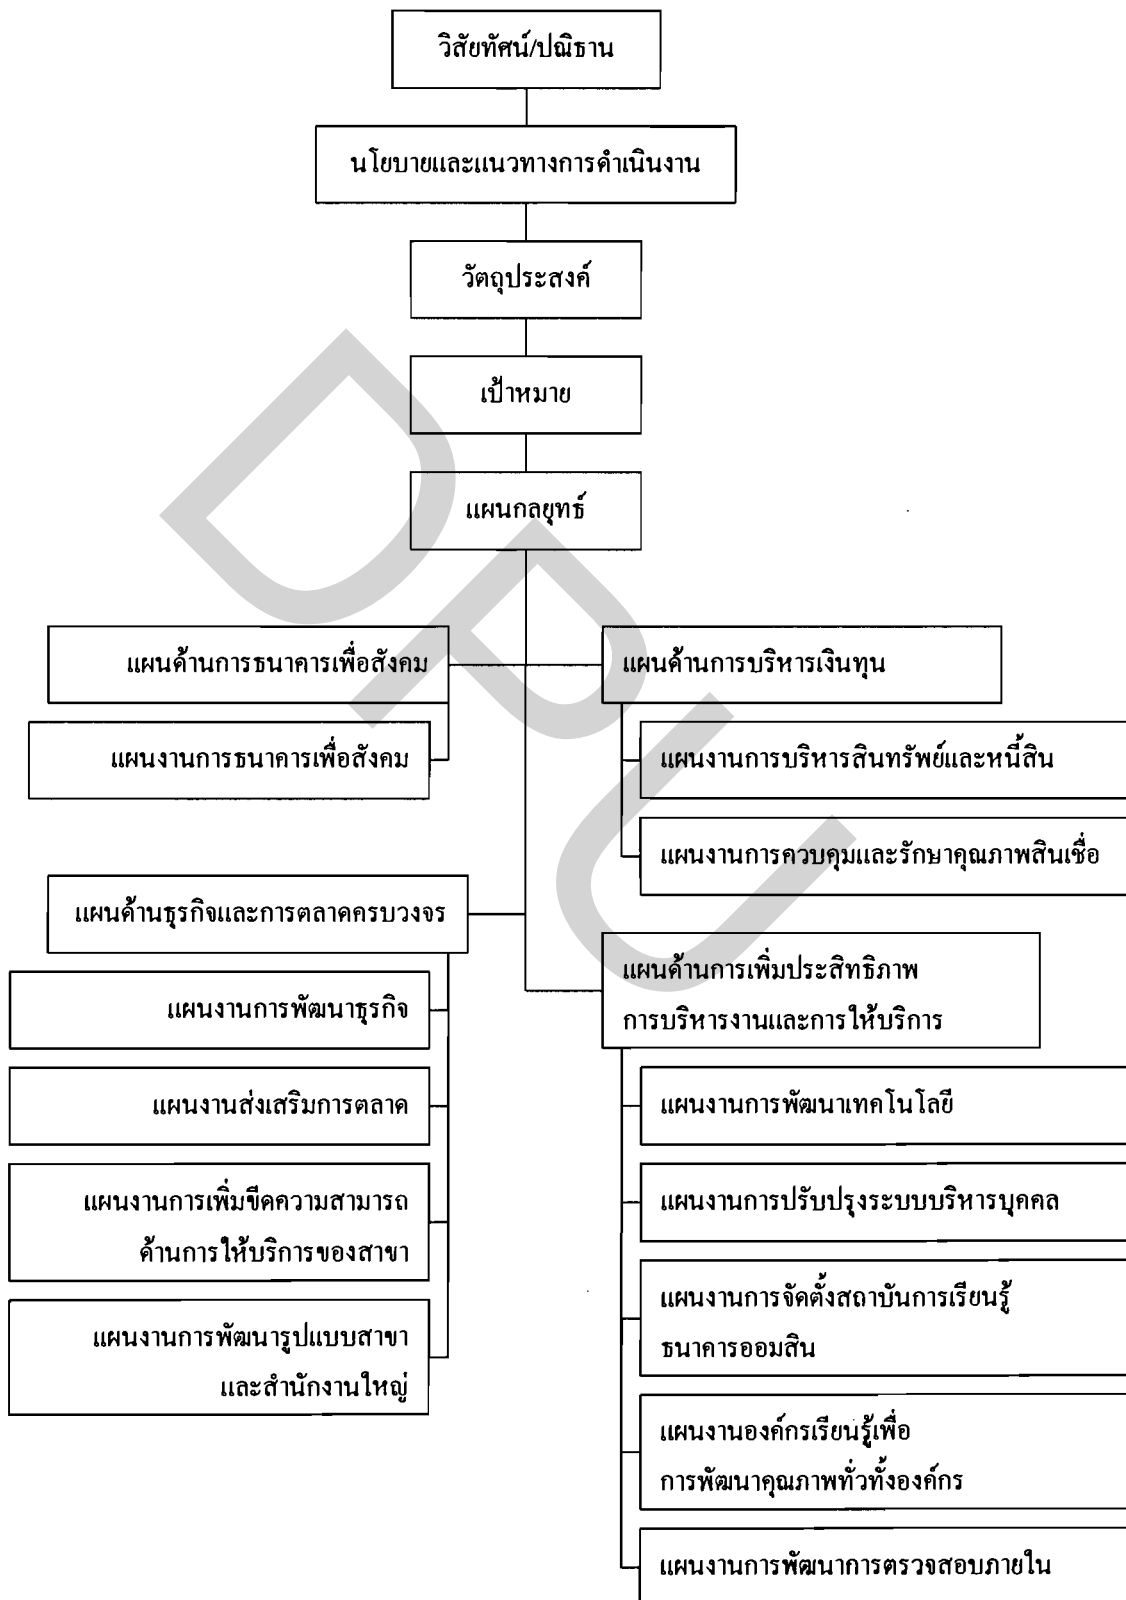 วิสัยทัศน์/ปณิธาน
นโยบายและแนวทางการดำเนินงาน
วัตถุประสงค์
เป้าหมาย
แผนกลยุทธ์
แผนด้านการธนาคารเพื่อสังคม
แผนงานการธนาคารเพื่อสังคม
แผนด้านธุรกิจและการตลาดครบวงจร
แผนงานการพัฒนาธุรกิจ
แผนงานส่งเสริมการตลาด
แผนงานการเพิ่มขีดความสามารถ
ด้านการให้บริการของสาขา
แผนงานการพัฒนารูปแบบสาขา
และสำนักงานใหญ่
แผนด้านการบริหารเงินทุน
แผนงานการบริหารสินทรัพย์และหนี้สิน
แผนงานการควบคุมและรักษาคุณภาพสินเชื่อ
แผนด้านการเพิ่มประสิทธิภาพ
การบริหารงานและการให้บริการ
แผนงานการพัฒนาเทคโนโลยี
แผนงานการปรับปรุงระบบบริหารบุคคล
แผนงานการจัดตั้งสถาบันการเรียนรู้
ธนาคารออมสิน
แผนงานองค์กรเรียนรู้เพื่อ
การพัฒนาคุณภาพทั่วทั้งองค์กร
แผนงานการพัฒนาการตรวจสอบภายใน
DPU